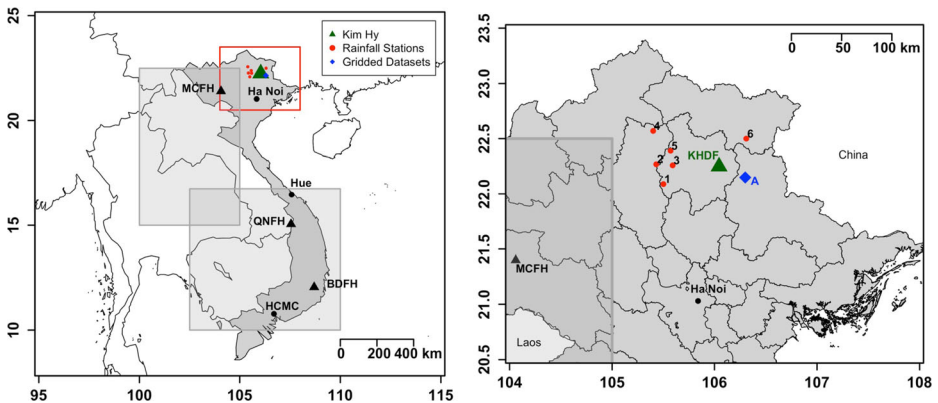 25
20
15
10
95
100
105
110
115
Kim Hy
Rainfall Stations
Gridded Datasets
MCFH
Ha Noi
Hue
QNFH
BDFH
HCMC
0
200
400 km
23.5
23.0
22.5
22.0
21.5
21.0
20.5
104
105
106
107
108
0
50
100 km
4
6
5
KHDF
2
3
China
1
A
MCFH
Ha Noi
Laos